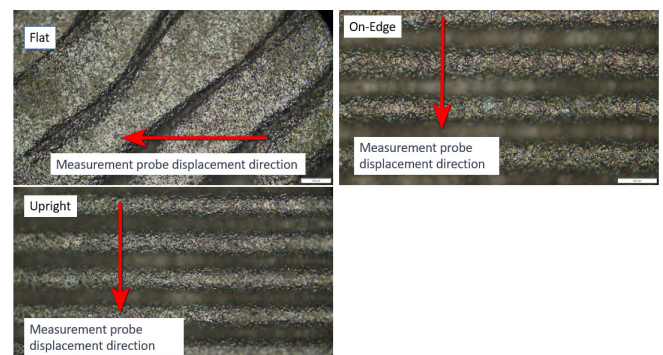 Flat
Measurement probe displacement direction
On-Edge
Measurement probe
displacement direction
Upright
Measurement probe
displacement direction